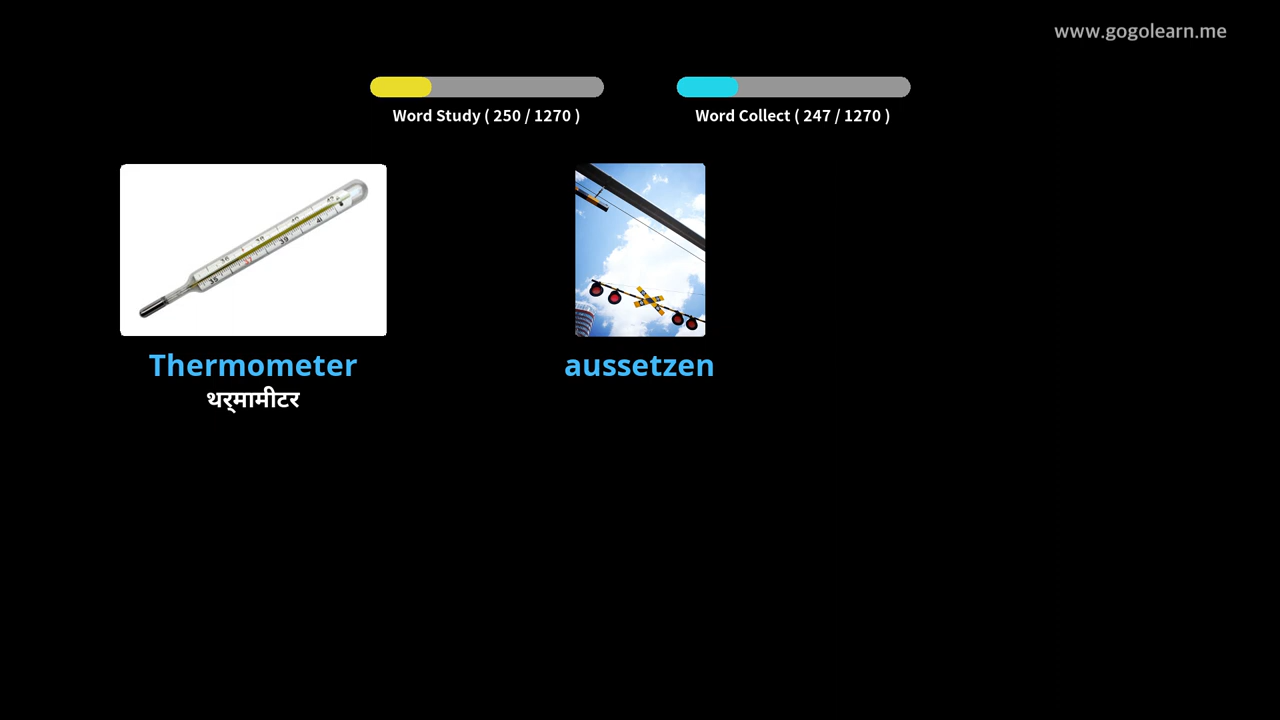 www.gogolearn.me
Word Study ( 250 / 1270 )
Word Collect ( 247 / 1270 )
Thermometer
थर्मामीटर
aussetzen